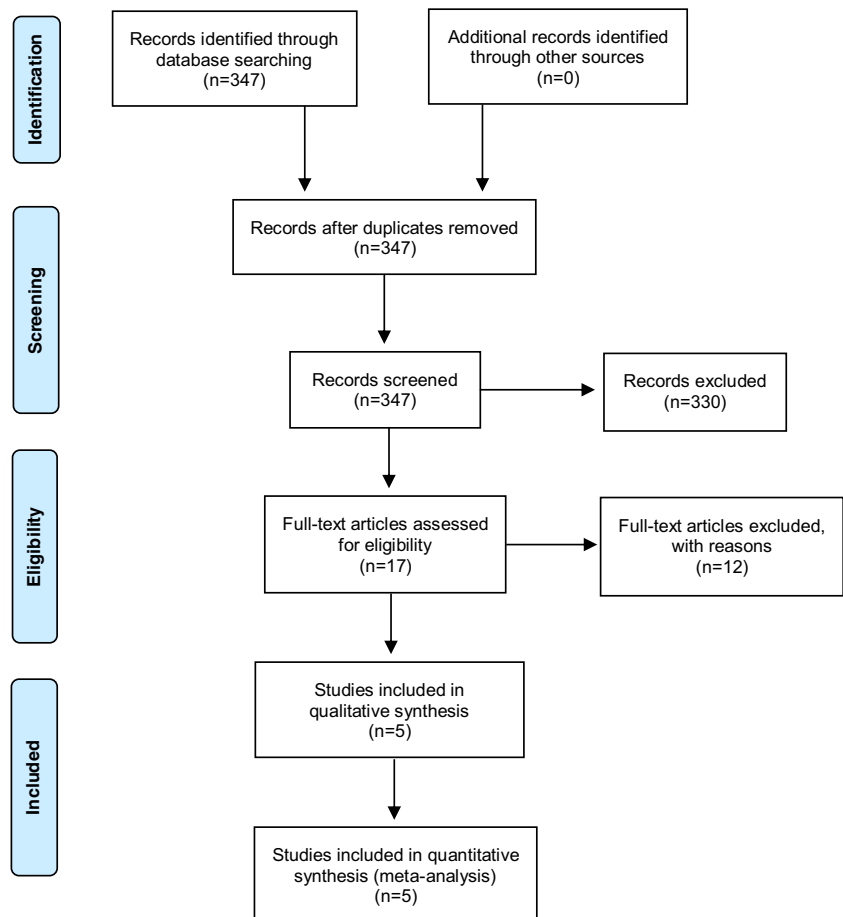 Identification
Records identified through
database searching
(n=347)
Additional records identified
through other sources
(n=0)
Screening
Records after duplicates removed
(n=347)
Records screened
(n=347)
Records excluded
(n=330)
Eligibility
Full-text articles assessed
for eligibility
(n=17)
Full-text articles excluded,
with reasons
(n=12)
Included
Studies included in
qualitative synthesis
(n=5)
Studies included in quantitative
synthesis (meta-analysis)
(n=5)